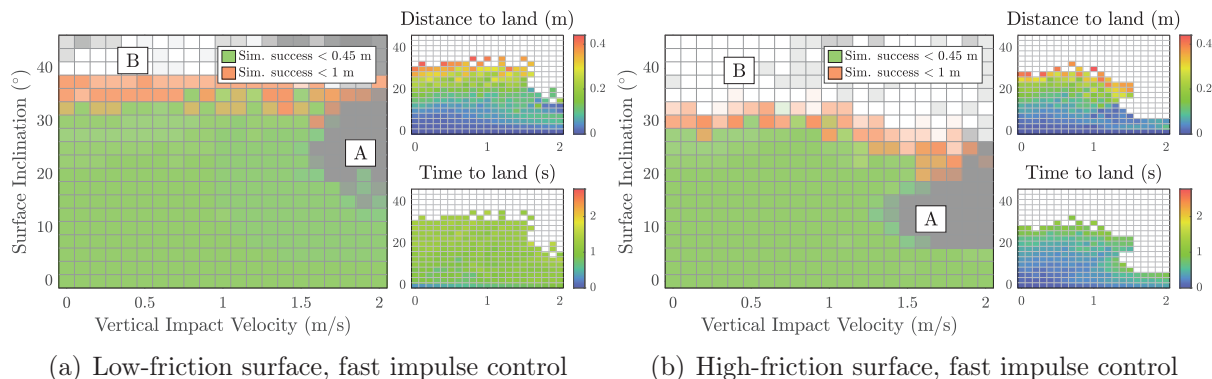 Distance to land (m)
B
Sim. success < 0.45 m
Sim. success < 1 m
A
40
30
20
10
0
Surface Inclination (°)
0
0.5
1
1.5
2
Vertical Impact Velocity (m/s)
40
20
0
0.4
0.2
0
Time to land (s)
40
20
0
0
1
2
2
1
0
(a) Low-friction surface, fast impulse control
Distance to land (m)
B
Sim. success < 0.45 m
Sim. success < 1 m
A
40
30
20
10
0
Surface Inclination (°)
0
0.5
1
1.5
2
Vertical Impact Velocity (m/s)
40
20
0
0.4
0.2
0
Time to land (s)
40
20
0
0
1
2
2
1
0
(b) High-friction surface, fast impulse control